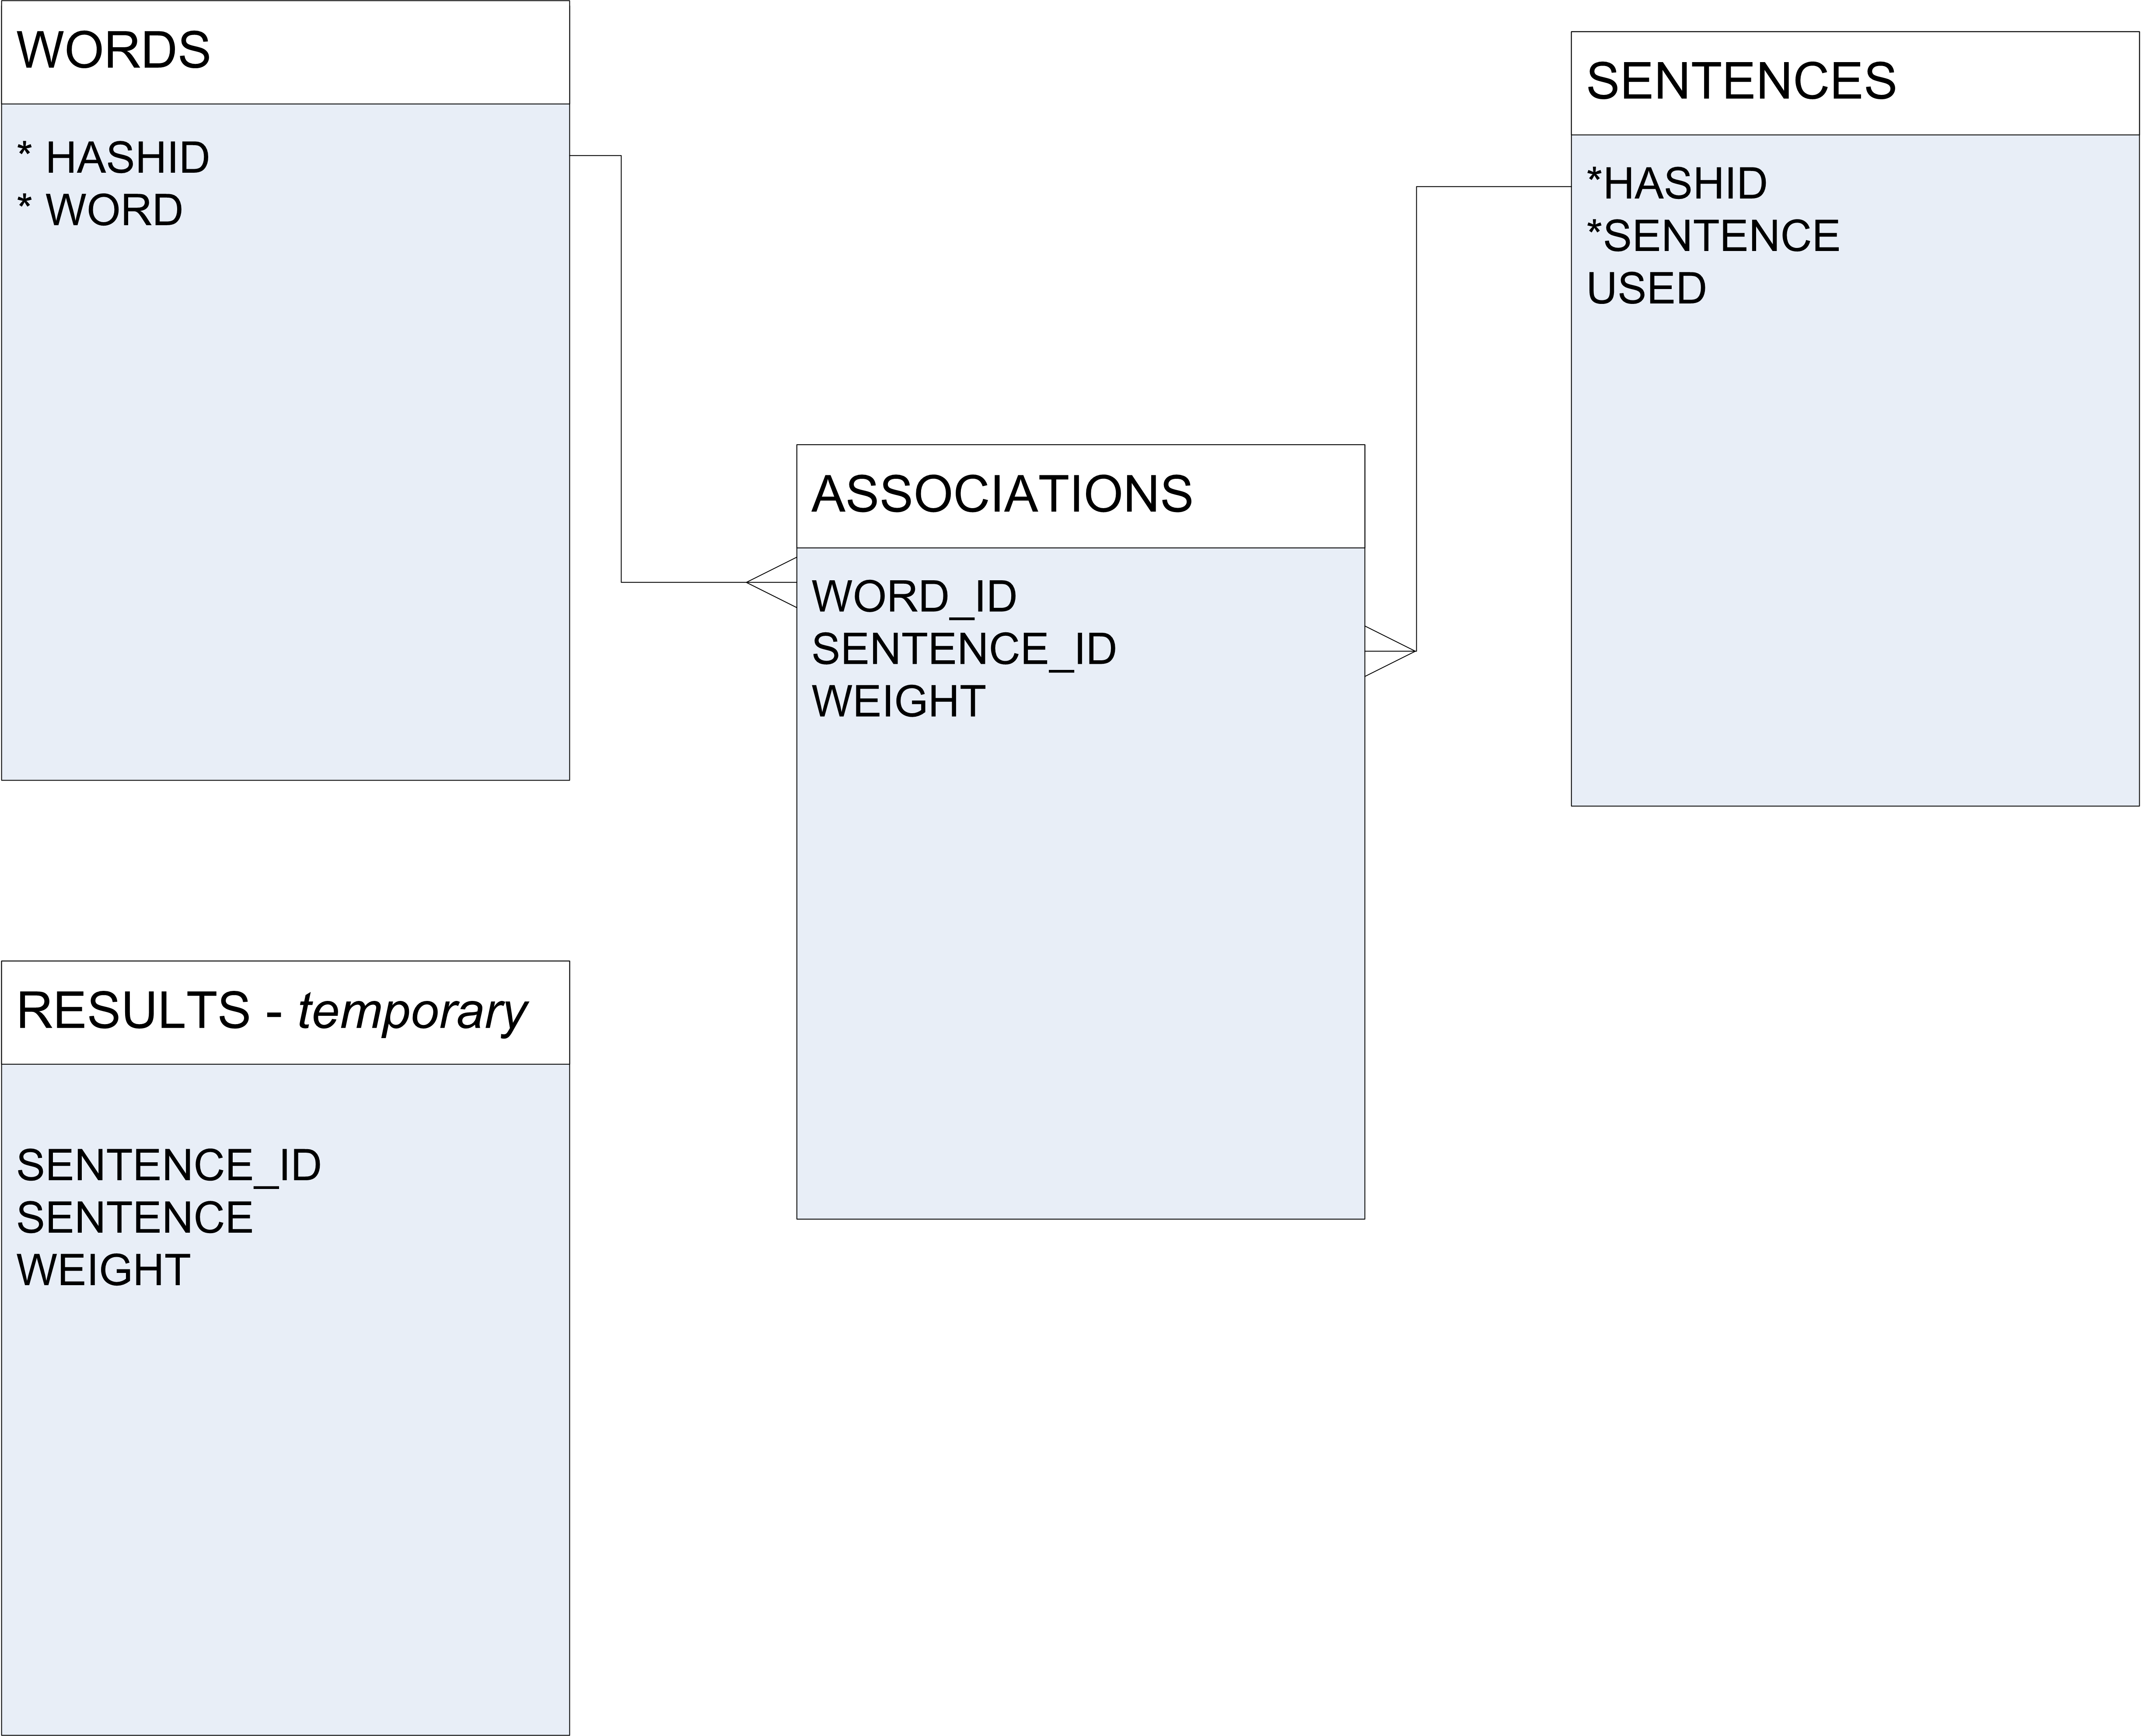 WORDS
* HASHID
* WORD
SENTENCES
*HASHID
*SENTENCE
USED
ASSOCIATIONS
WORD_ID
SENTENCE_ID
WEIGHT
RESULTS - temporary
SENTENCE_ID
SENTENCE
WEIGHT